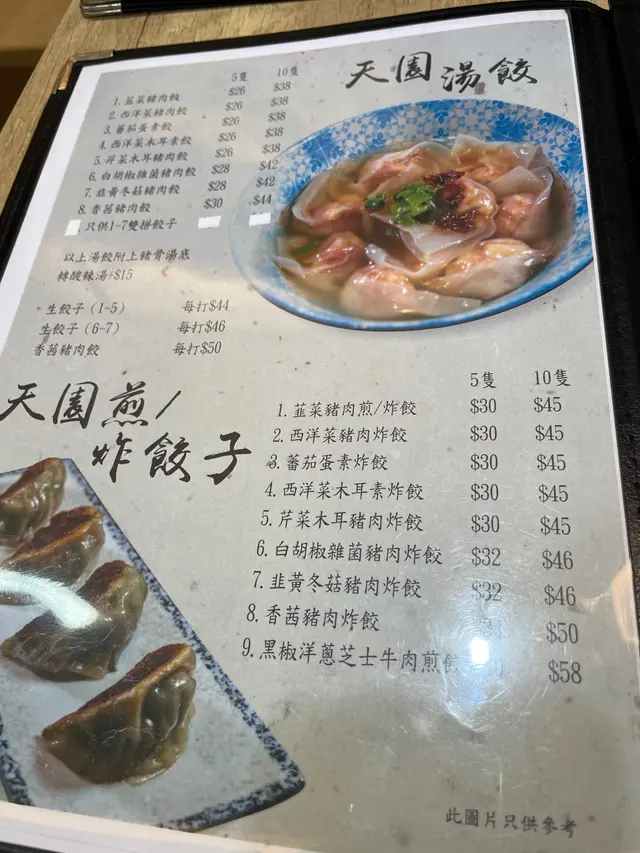 天園湯餃
5隻 10隻
1.韮菜豬肉餃 $26 $38
2.西洋菜豬肉餃 $26 $38
3.蕃茄蛋素餃 $26 $38
4.西洋菜木耳素餃 $26 $38
5.芹菜木耳豬肉餃 $26 $38
6.白胡椒雜菌豬肉餃 $28 $42
7.韭黃冬菇豬肉餃 $28 $42
8.香茜豬肉餃 $30 $44
只供1-7雙拼餃子
以上湯餃附上豬骨湯底
轉酸辣湯+$15
生餃子(1-5) 每打$44
生餃子(6-7) 每打$46
香茜豬肉餃 每打$50
天園煎/
炸餃子
5隻 10隻
1.韮菜豬肉煎/炸餃 $30 $45
2.西洋菜豬肉炸餃 $30 $45
3.蕃茄蛋素炸餃 $30 $45
4.西洋菜木耳素炸餃 $30 $45
5.芹菜木耳豬肉炸餃 $30 $45
6.白胡椒雜菌豬肉炸餃 $32 $46
7.韭黃冬菇豬肉炸餃 $32 $46
8.香茜豬肉炸餃 $50
9.黑椒洋蔥芝士牛肉煎餃 $58
此圖片只供參考